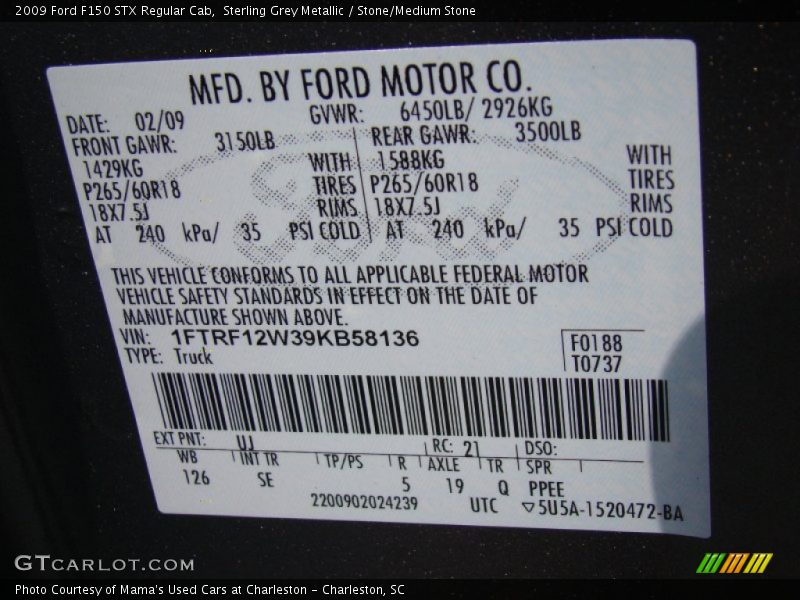 2009 Ford F150 STX Regular Cab,  Sterling Grey Metallic / Stone/Medium Stone
MFD. BY FORD MOTOR CO.
DATE: 02/09 GVWR: 6450LB/ 2926KG
FRONT GAWR: 3150LB REAR GAWR: 3500LB
1429KG WITH 1588KG WITH
P265/60R18 TIRES P265/60R18 TIRES
18X7.5J RIMS 18X7.5J RIMS
AT 240 kPa/ 35 PSI COLD AT 240 kPa/ 35 PSI COLD
THIS VEHICLE CONFORMS TO ALL APPLICABLE FEDERAL MOTOR
VEHICLE SAFETY STANDARDS IN EFFECT ON THE DATE OF
MANUFACTURE SHOWN ABOVE.
VIN: 1FTRF12W39KB58136 F0188
TYPE: Truck T0737
EXT PNT: UJ RC: 21 DSO:
WB INT TR TP/PS R AXLE TR SPR
126 SE 5 19 Q PPEE
2200902024239 UTC ▽5U5A-1520472-BA
GTCARLOT.COM
Photo Courtesy of Mama's Used Cars at Charleston - Charleston, SC